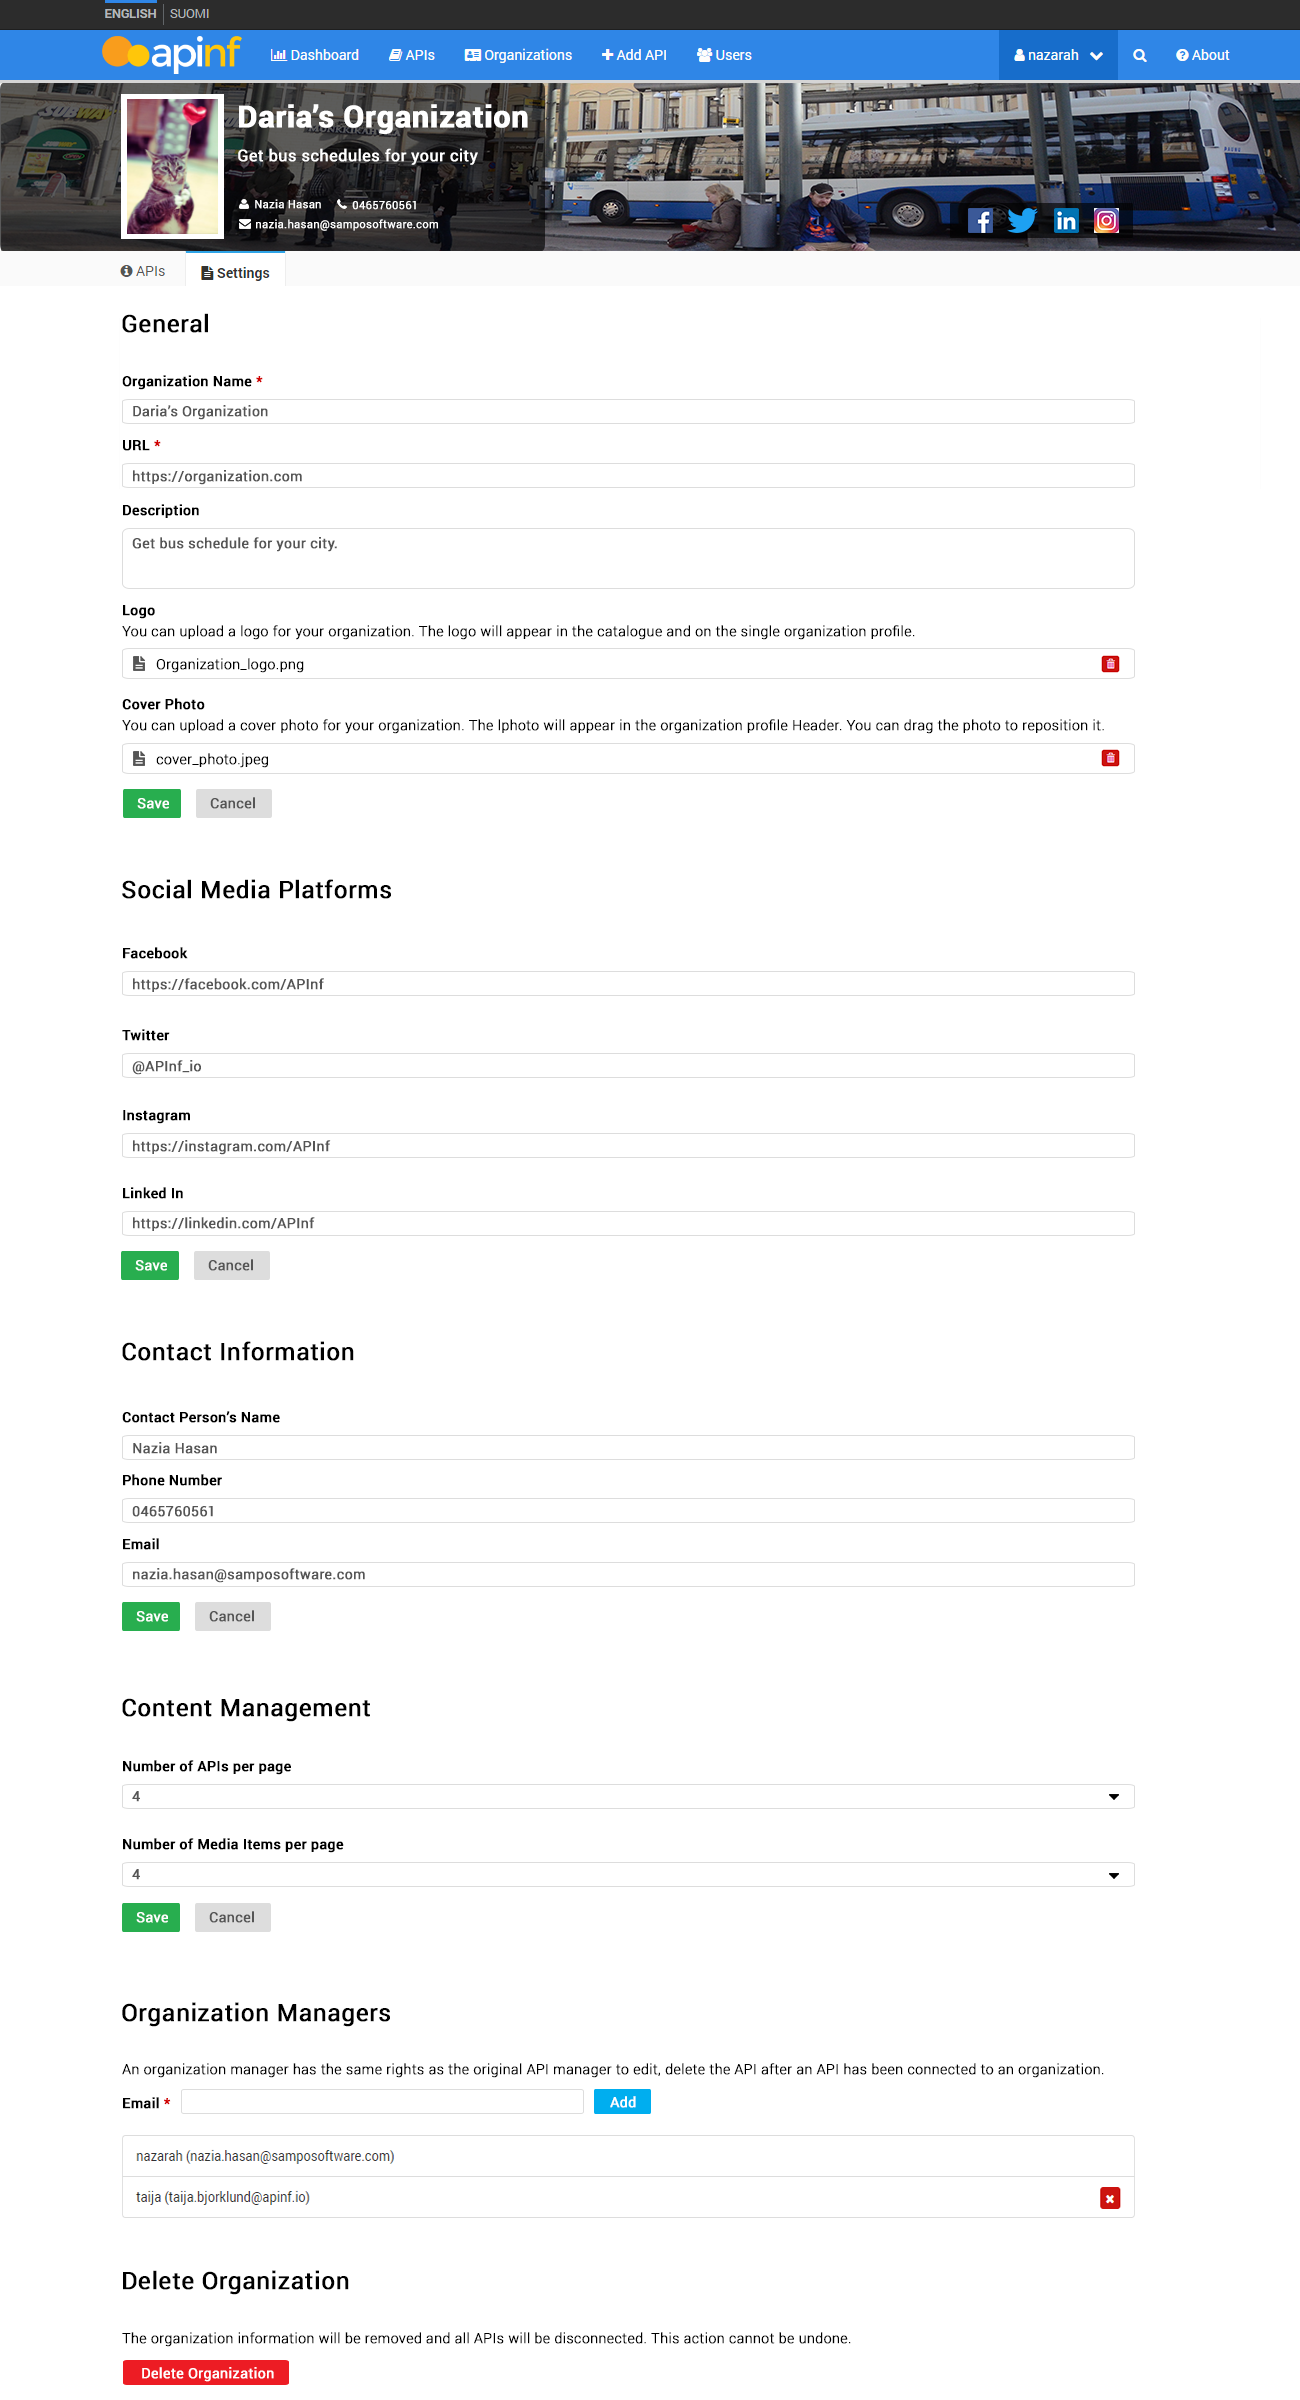 ENGLISH SUOMI
apinf Dashboard APIs Organizations Add API Users nazarah About
SUBWAY
MUNKKIKAHVILA
Daria's Organization
Get bus schedules for your city
Nazia Hasan 0465760561
nazia.hasan@samposoftware.com
APIs Settings
General
Organization Name *
Daria's Organization
URL *
https://organization.com
Description
Get bus schedule for your city.
Logo
You can upload a logo for your organization. The logo will appear in the catalogue and on the single organization profile.
Organization_logo.png
Cover Photo
You can upload a cover photo for your organization. The lphoto will appear in the organization profile Header. You can drag the photo to reposition it.
cover_photo.jpeg
Save Cancel
Social Media Platforms
Facebook
https://facebook.com/APInf
Twitter
@APInf_io
Instagram
https://instagram.com/APInf
Linked In
https://linkedin.com/APInf
Save Cancel
Contact Information
Contact Person's Name
Nazia Hasan
Phone Number
0465760561
Email
nazia.hasan@samposoftware.com
Save Cancel
Content Management
Number of APIs per page
4
Number of Media Items per page
4
Save Cancel
Organization Managers
An organization manager has the same rights as the original API manager to edit, delete the API after an API has been connected to an organization.
Email * Add
nazarah (nazia.hasan@samposoftware.com)
taija (taija.bjorklund@apinf.io)
Delete Organization
The organization information will be removed and all APIs will be disconnected. This action cannot be undone.
Delete Organization